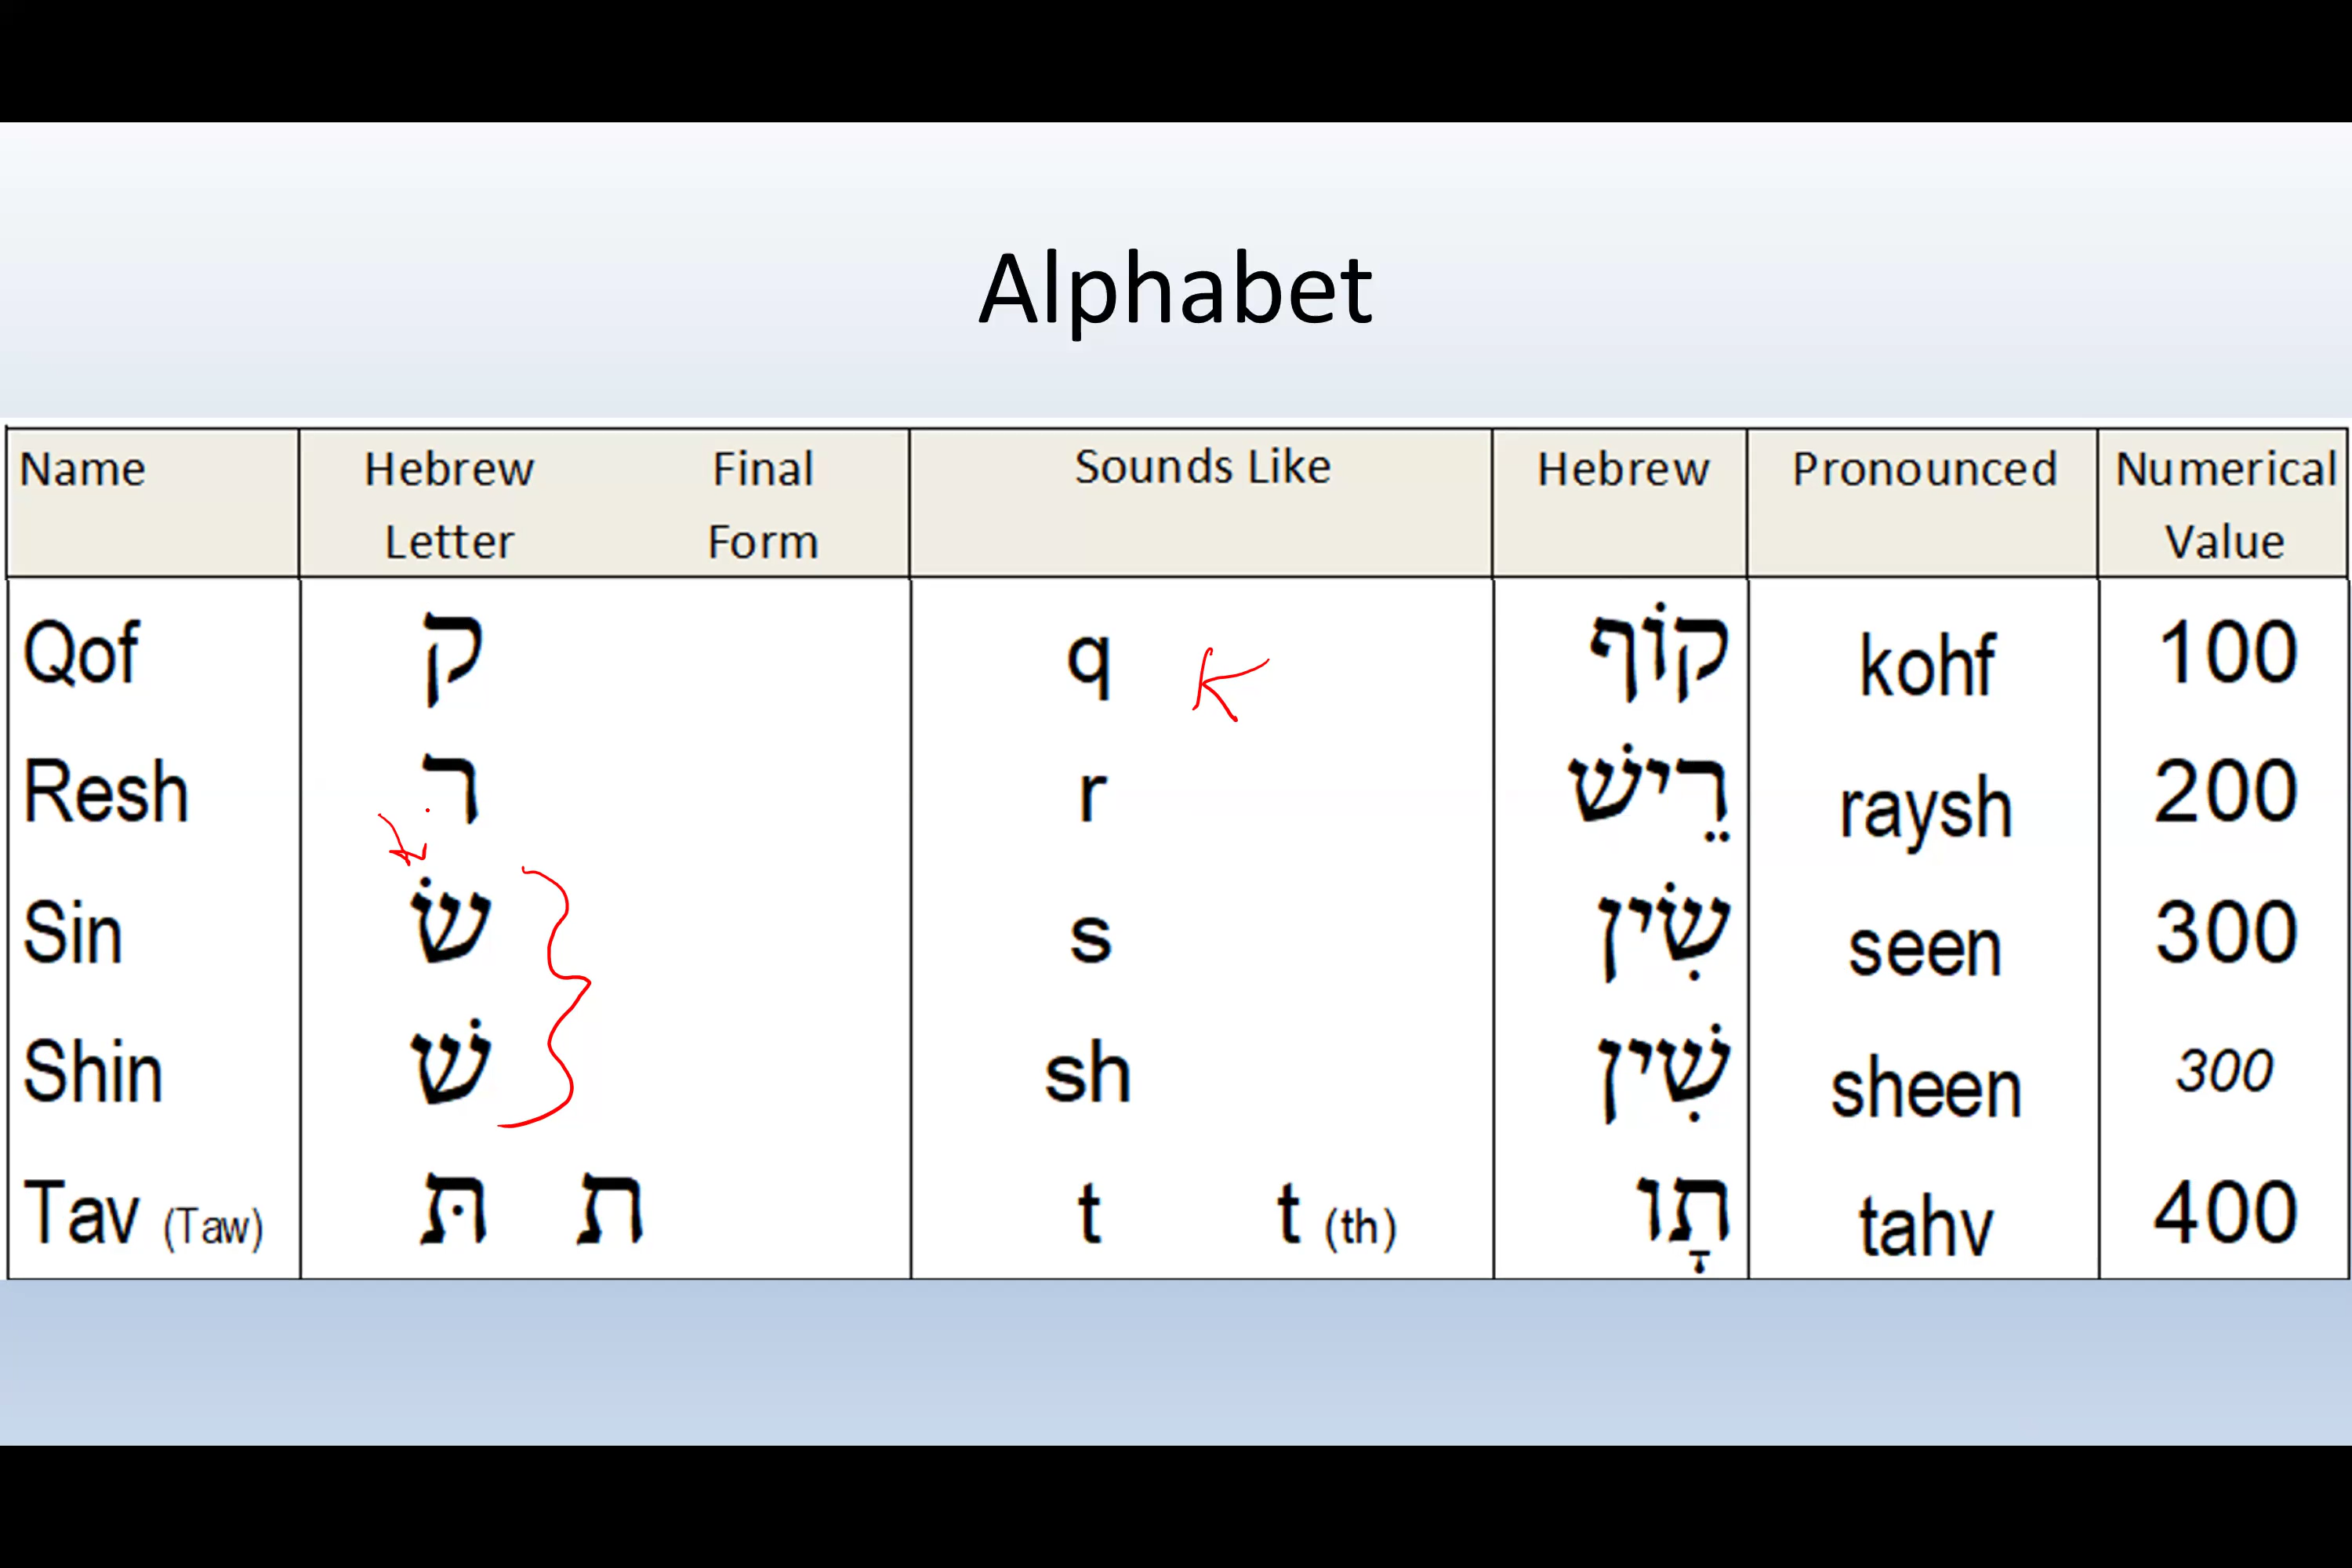 Alphabet
Name Hebrew Letter Final Form Sounds Like Hebrew Pronounced Numerical Value
Qof ק q K קוֹף kohf 100
Resh ר r רֵישׁ raysh 200
Sin שׂ s שִׂין seen 300
Shin שׁ sh שִׁין sheen 300
Tav (Taw) תּ ת t t (th) תָו tahv 400